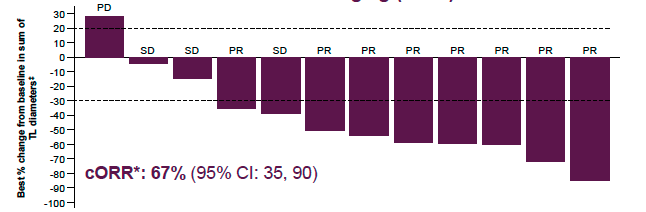 PD
SD SD PR SD PR PR PR PR PR PR PR
30
20
10
0
-10
-20
-30
-40
-50
-60
-70
-80
-90
-100
Best % change from baseline in sum of
TL diameters‡
cORR*: 67% (95% CI: 35, 90)